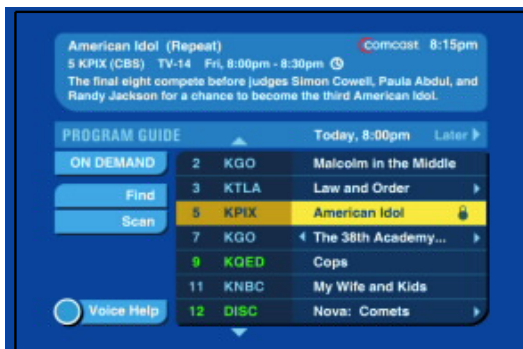 American Idol (Repeat) Comcast 8:15pm
5 KPIX (CBS) TV-14 Fri, 8:00pm - 8:30pm
The final eight compete before judges Simon Cowell, Paula Abdul, and
Randy Jackson for a chance to become the third American Idol.
PROGRAM GUIDE Today, 8:00pm Later
ON DEMAND 2 KGO Malcolm in the Middle
Find 3 KTLA Law and Order
Scan 5 KPIX American Idol
7 KGO The 38th Academy...
9 KQED Cops
11 KNBC My Wife and Kids
Voice Help 12 DISC Nova: Comets